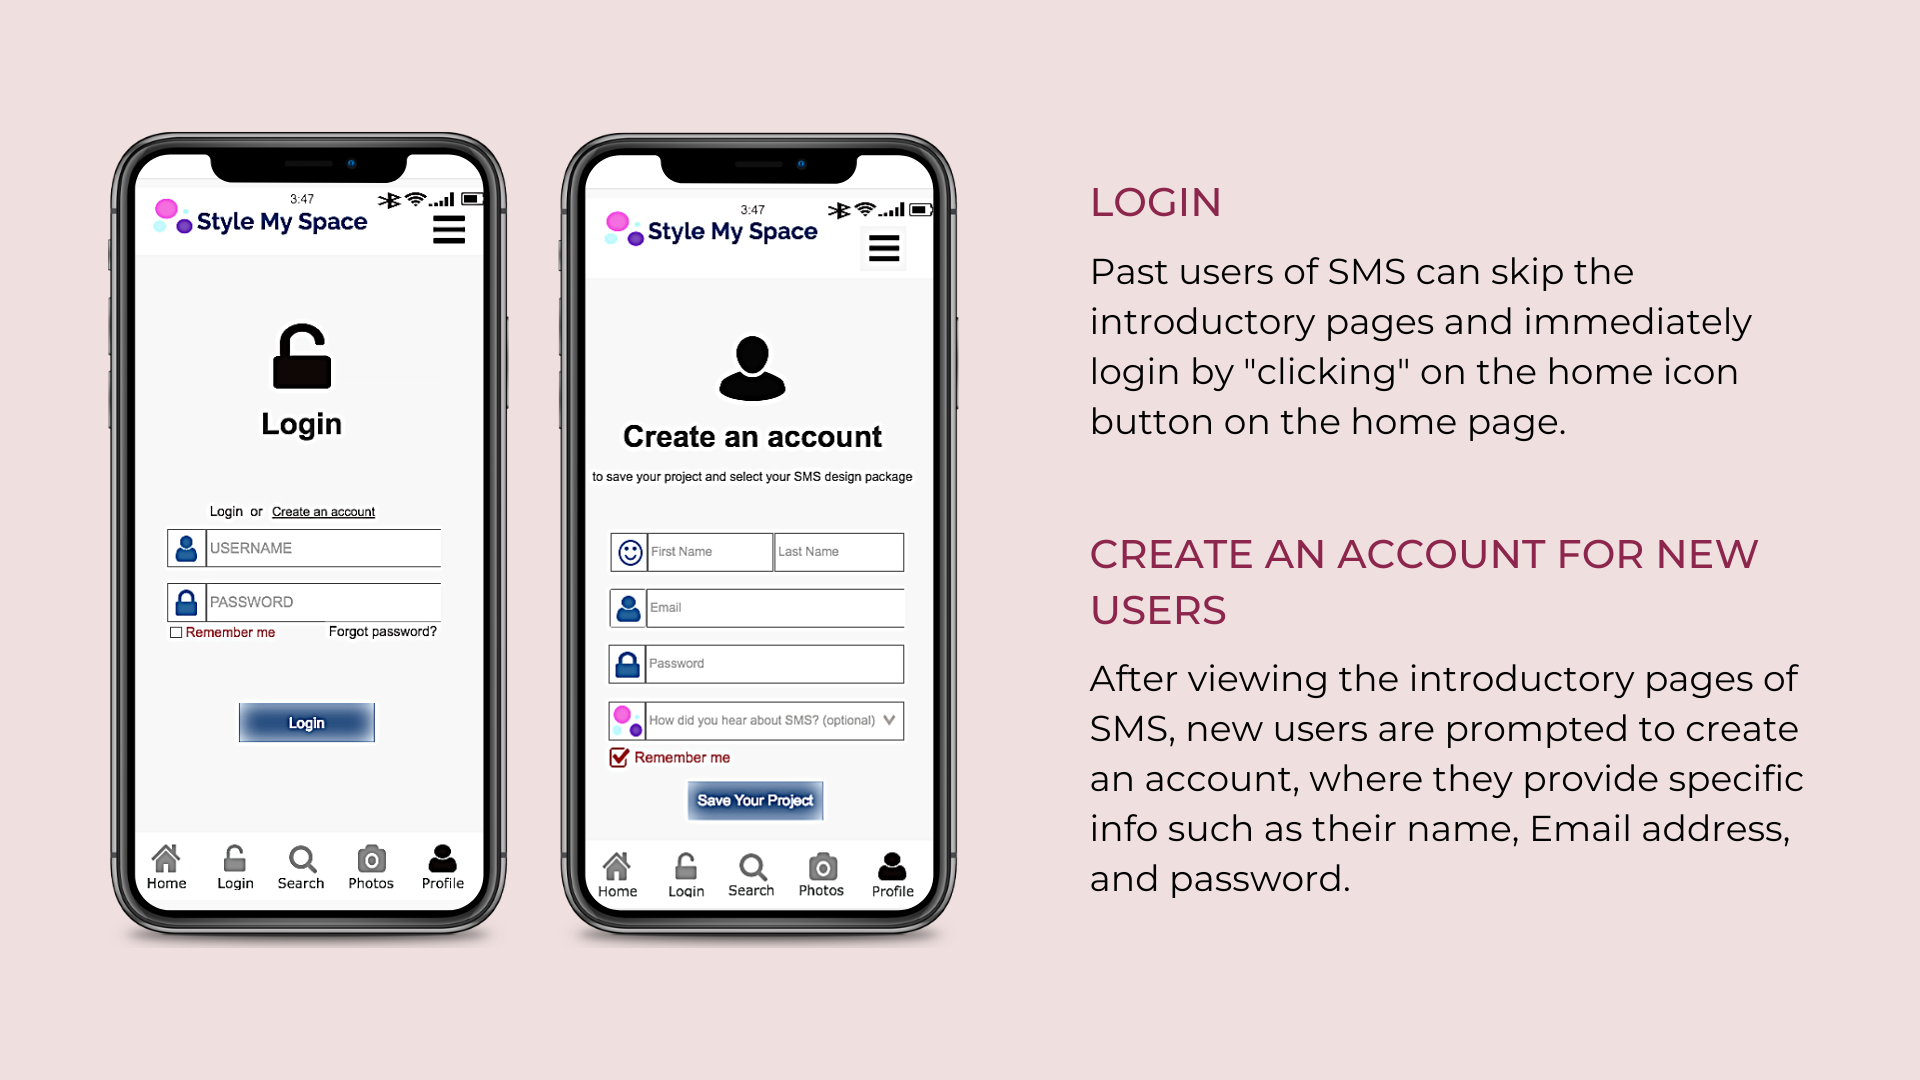 3:47
Style My Space
Login
Login or Create an account
USERNAME
PASSWORD
Remember me Forgot password?
Login
Home Login Search Photos Profile
3:47
Style My Space
Create an account
to save your project and select your SMS design package
First Name Last Name
Email
Password
How did you hear about SMS? (optional)
Remember me
Save Your Project
Home Login Search Photos Profile
LOGIN
Past users of SMS can skip the
introductory pages and immediately
login by "clicking" on the home icon
button on the home page.
CREATE AN ACCOUNT FOR NEW
USERS
After viewing the introductory pages of
SMS, new users are prompted to create
an account, where they provide specific
info such as their name, Email address,
and password.